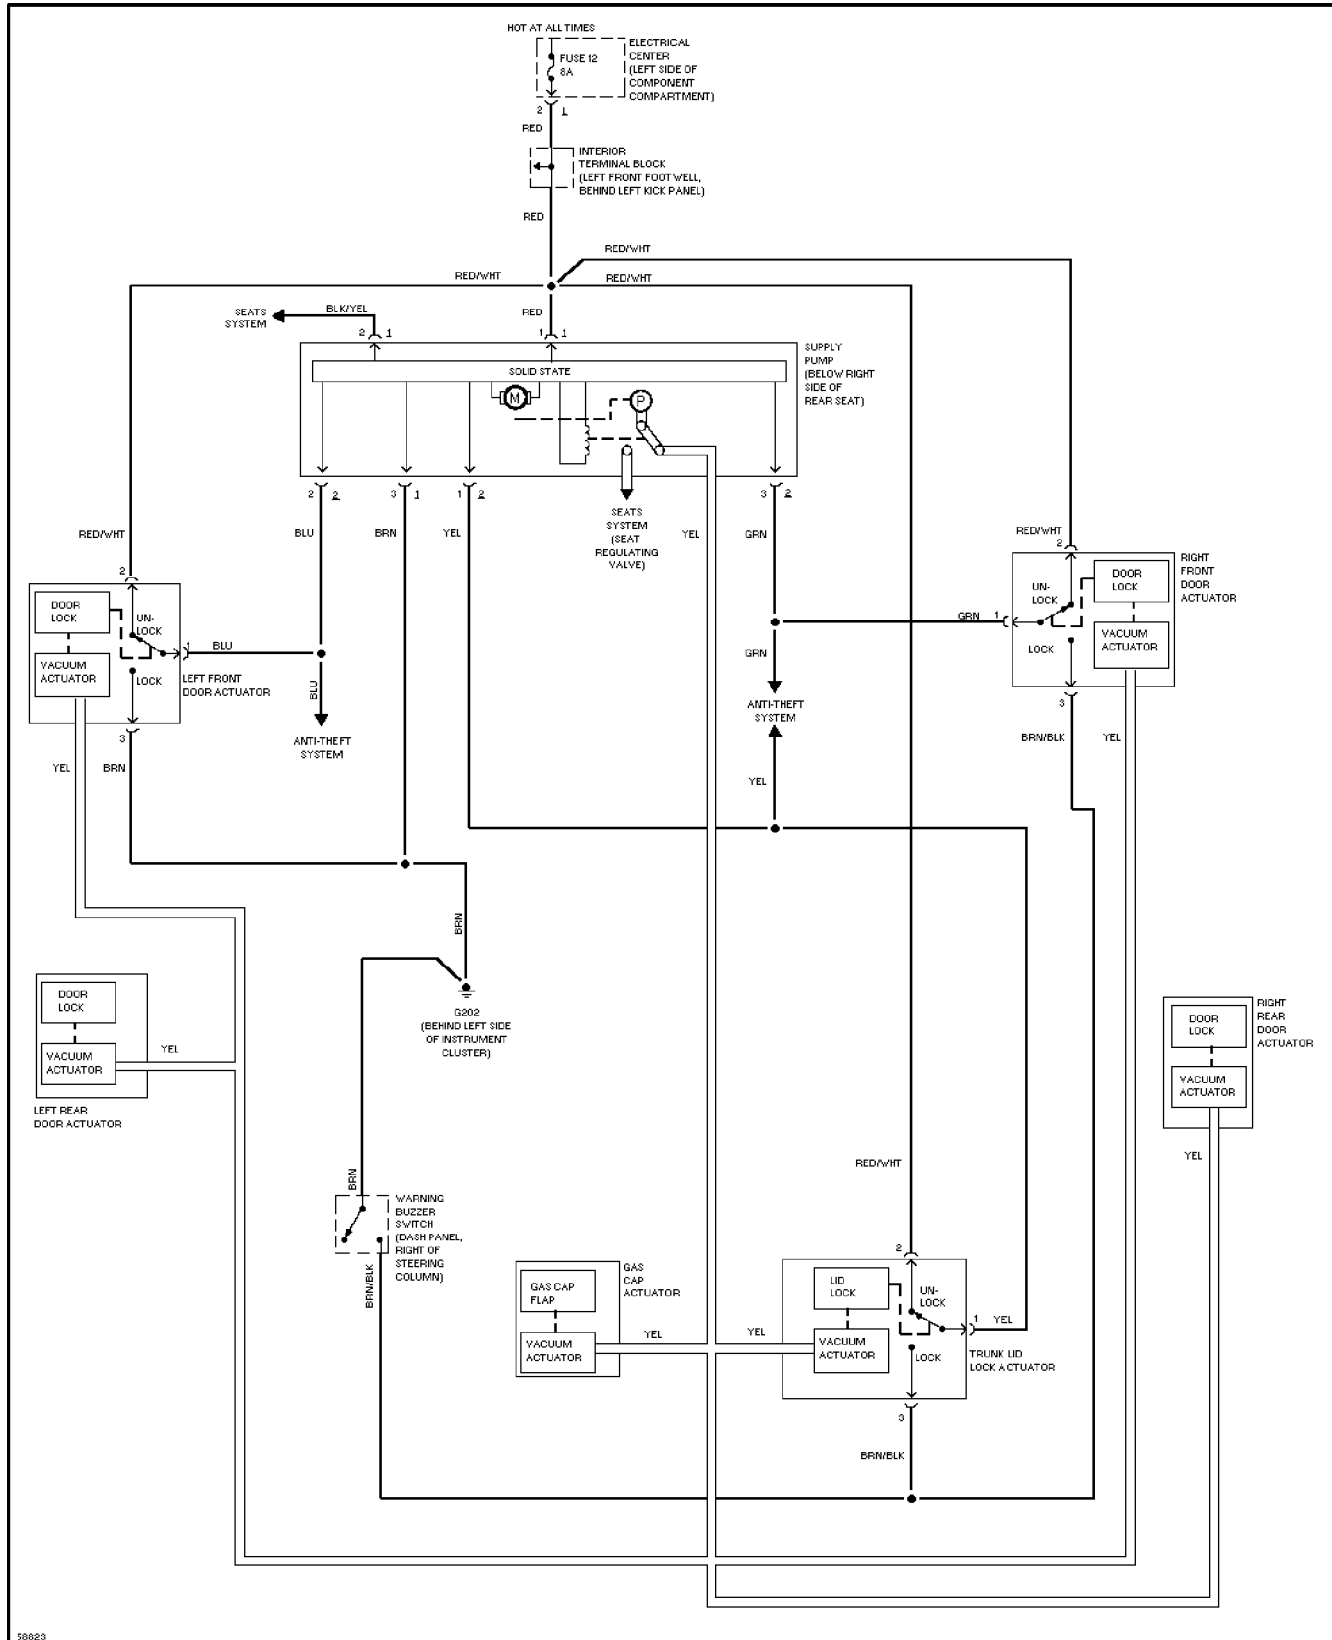 HOT AT ALL TIMES
FUSE 12
8A
ELECTRICAL
CENTER
(LEFT SIDE OF
COMPONENT
COMPARTMENT)
2 1
RED
INTERIOR
TERMINAL BLOCK
(LEFT FRONT FOOT WELL,
BEHIND LEFT KICK PANEL)
RED
RED/WHT
RED/WHT
RED/WHT
SEATS
SYSTEM
BLK/YEL
RED
2 1
1 1
SUPPLY
PUMP
(BELOW RIGHT
SIDE OF
REAR SEAT)
SOLID STATE
M
P
2 2
3 1
1 2
3 2
BLU
BRN
YEL
SEATS
SYSTEM
(SEAT
REGULATING
VALVE)
YEL
GRN
RED/WHT
2
DOOR
LOCK
UN-
LOCK
VACUUM
ACTUATOR
LOCK
1
BLU
LEFT FRONT
DOOR ACTUATOR
3
YEL
BRN
BLU
ANTI-THEFT
SYSTEM
RED/WHT
2
RIGHT
FRONT
DOOR
ACTUATOR
DOOR
LOCK
UN-
LOCK
GRN
1
LOCK
VACUUM
ACTUATOR
3
BRN/BLK
YEL
GRN
ANTI-THEFT
SYSTEM
YEL
BRN
G202
(BEHIND LEFT SIDE
OF INSTRUMENT
CLUSTER)
DOOR
LOCK
VACUUM
ACTUATOR
YEL
LEFT REAR
DOOR ACTUATOR
RIGHT
REAR
DOOR
ACTUATOR
DOOR
LOCK
VACUUM
ACTUATOR
YEL
BRN
WARNING
BUZZER
SWITCH
(DASH PANEL,
RIGHT OF
STEERING
COLUMN)
BRN/BLK
GAS
CAP
ACTUATOR
GAS CAP
FLAP
VACUUM
ACTUATOR
YEL
YEL
RED/WHT
2
LID
LOCK
UN-
LOCK
VACUUM
ACTUATOR
LOCK
1
YEL
TRUNK LID
LOCK ACTUATOR
3
BRN/BLK
58823